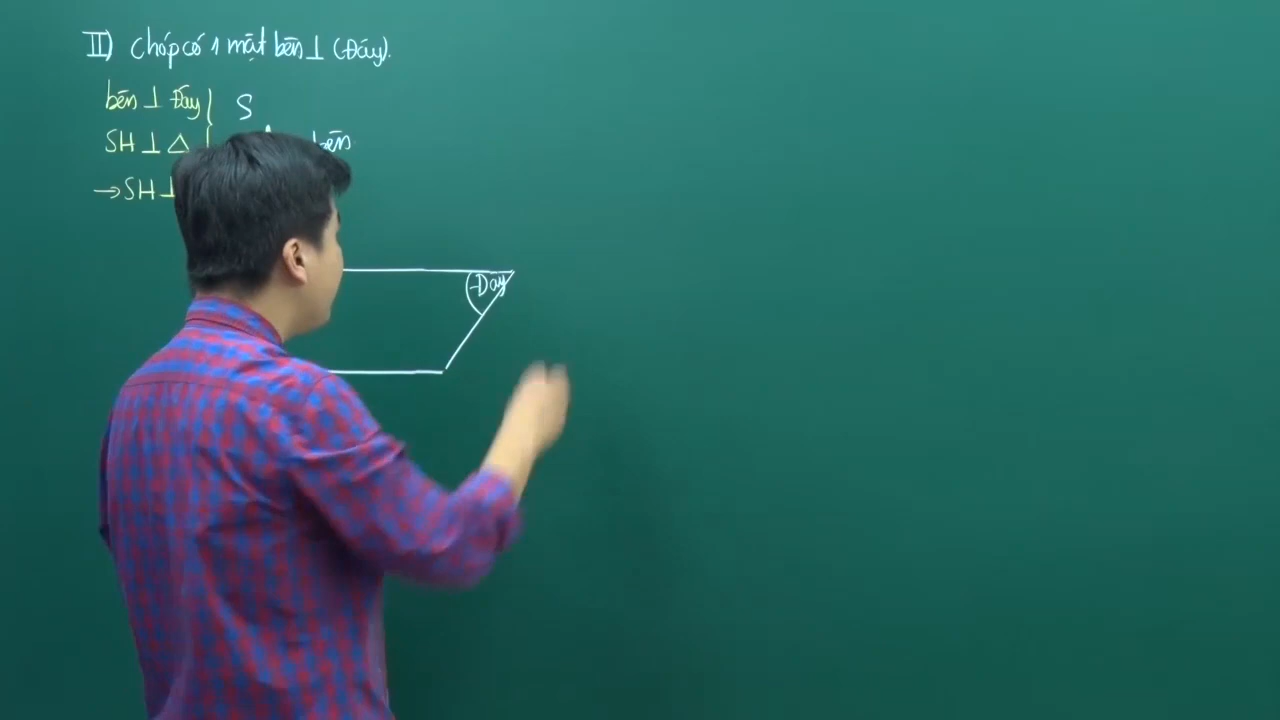 II) Chóp có 1 mặt bên ⊥ (Đáy).
bên ⊥ Đáy } S
SH ⊥ Δ bên
→ SH ⊥
Đáy